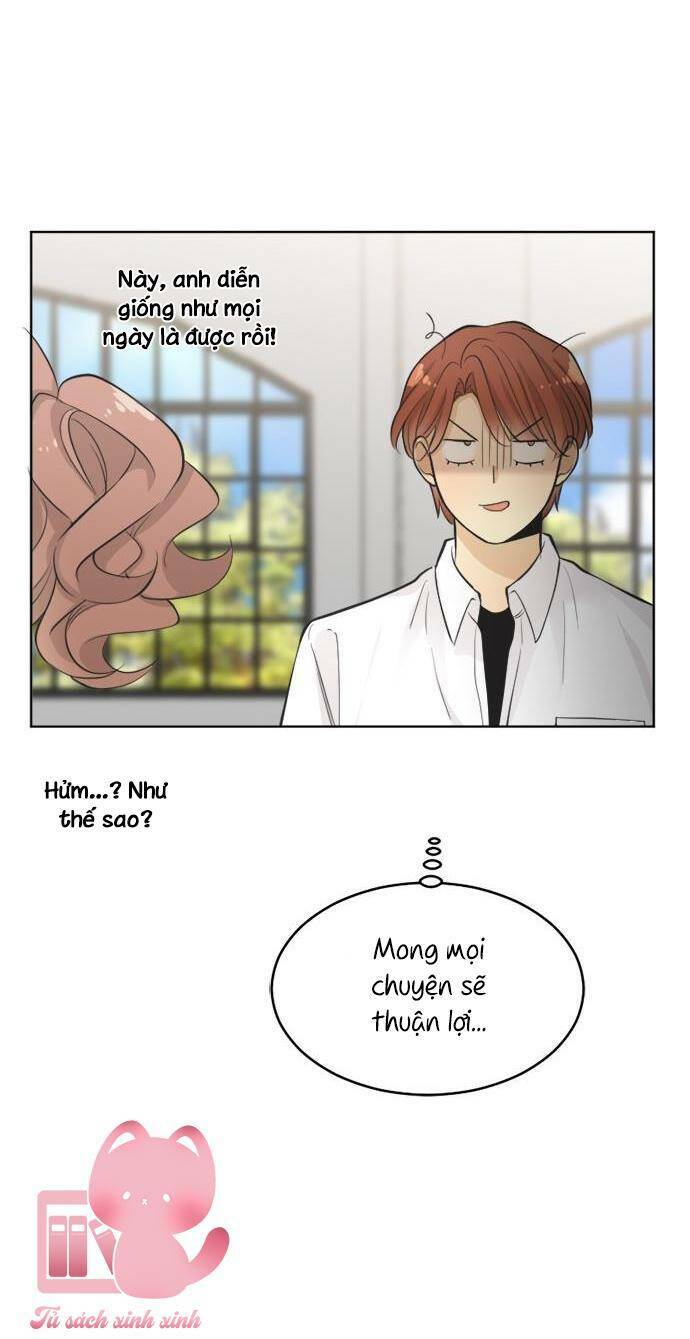 Này, anh diễn
giống như mọi
ngày là được rồi!
Hửm...? Như
thế sao?
Mong mọi
chuyện sẽ
thuận lợi...
Tủ sách xinh xinh